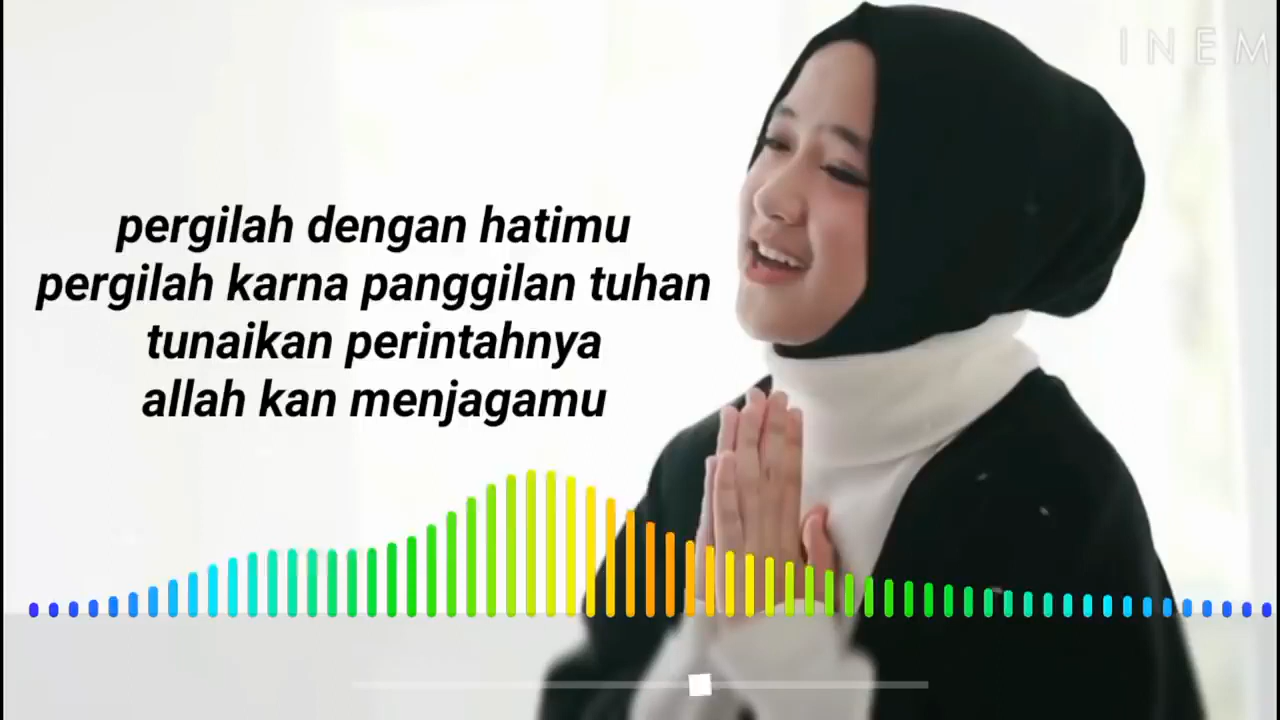 INEM
pergilah dengan hatimu
pergilah karna panggilan tuhan
tunaikan perintahnya
allah kan menjagamu